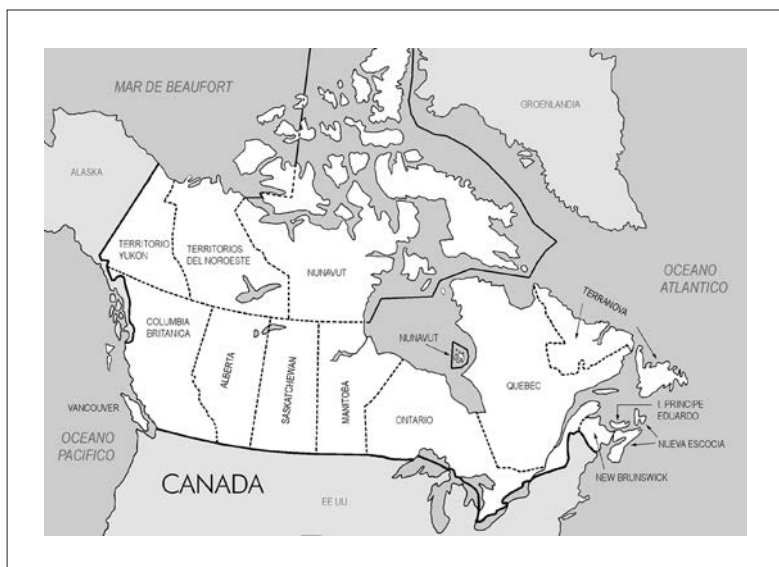 MAR DE BEAUFORT
GROENLANDIA
ALASKA
TERRITORIO
YUKON
TERRITORIOS
DEL NOROESTE
NUNAVUT
OCEANO
ATLANTICO
TERRANOVA
COLUMBIA
BRITANICA
NUNAVUT
ALBERTA
SASKATCHEWAN
MANITOBA
ONTARIO
QUEBEC
VANCOUVER
I. PRINCIPE
EDUARDO
OCEANO
PACIFICO
NUEVA ESCOCIA
NEW BRUNSWICK
CANADA
EE UU